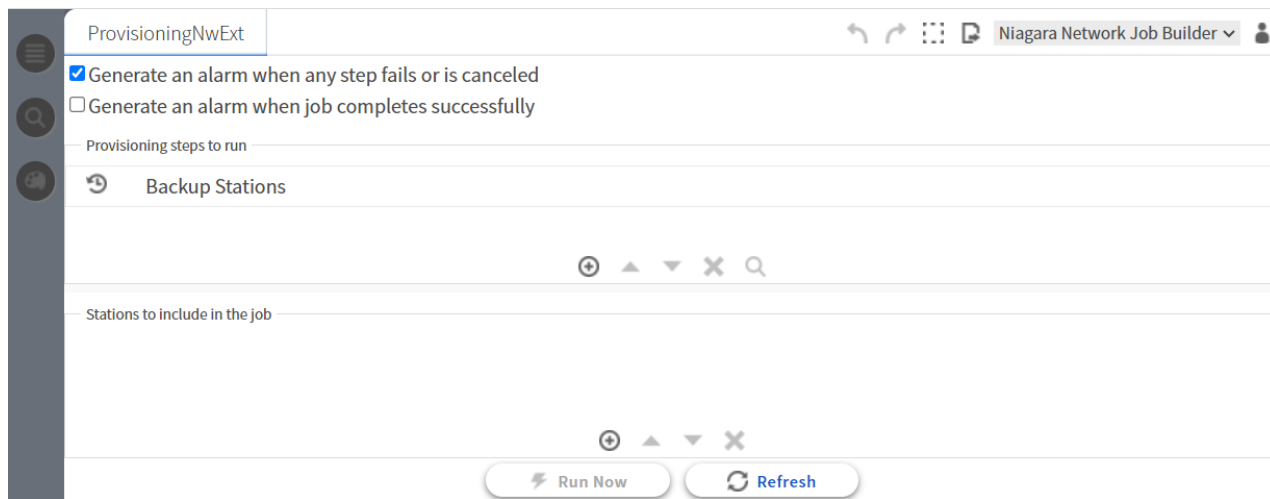 ProvisioningNwExt
Niagara Network Job Builder
Generate an alarm when any step fails or is canceled
Generate an alarm when job completes successfully
Provisioning steps to run
Backup Stations
Stations to include in the job
Run Now
Refresh